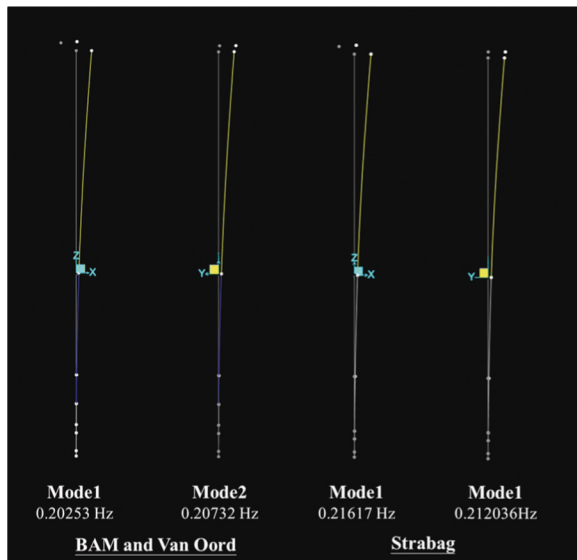 Z
X
Y
Z
X
Y
Mode1 Mode2 Mode1 Mode1
0.20253 Hz 0.20732 Hz 0.21617 Hz 0.212036Hz
BAM and Van Oord Strabag